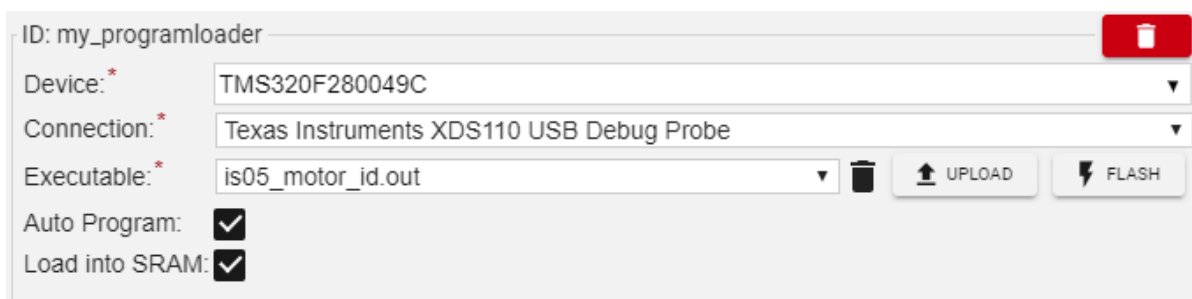 ID: my_programloader
Device:* TMS320F280049C
Connection:* Texas Instruments XDS110 USB Debug Probe
Executable:* is05_motor_id.out UPLOAD FLASH
Auto Program:
Load into SRAM: